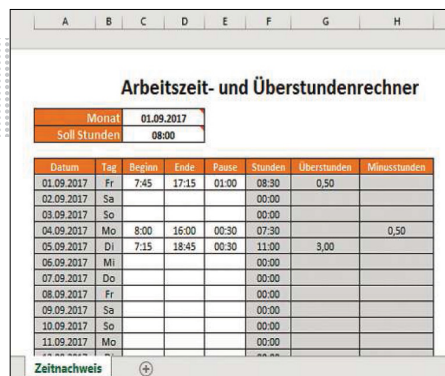 A B C D E F G H
Arbeitszeit- und Überstundenrechner
Monat 01.09.2017
Soll Stunden 08:00
Datum Tag Beginn Ende Pause Stunden Überstunden Minusstunden
01.09.2017 Fr 7:45 17:15 01:00 08:30 0,50
02.09.2017 Sa 00:00
03.09.2017 So 00:00
04.09.2017 Mo 8:00 16:00 00:30 07:30 0,50
05.09.2017 Di 7:15 18:45 00:30 11:00 3,00
06.09.2017 Mi 00:00
07.09.2017 Do 00:00
08.09.2017 Fr 00:00
09.09.2017 Sa 00:00
10.09.2017 So 00:00
11.09.2017 Mo 00:00
Zeitnachweis